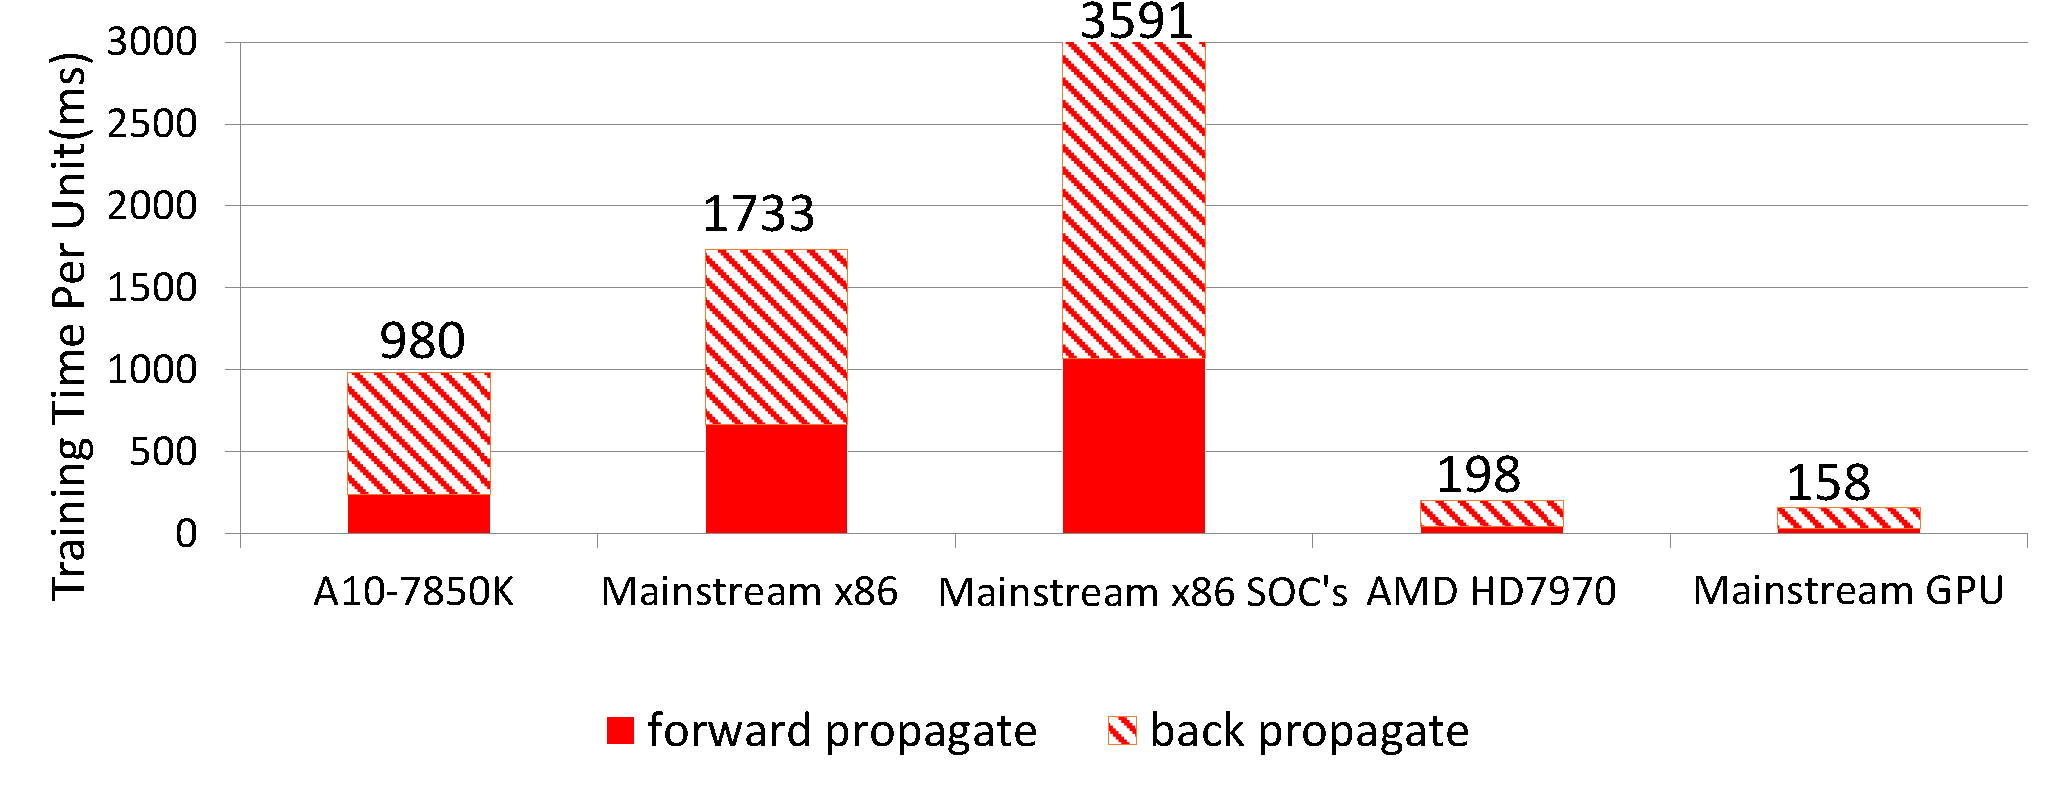 3591
3000
2500
2000
1733
1500
980
1000
500
198
158
0
Training Time Per Unit(ms)
A10-7850K
Mainstream x86
Mainstream x86 SOC's
AMD HD7970
Mainstream GPU
forward propagate
back propagate